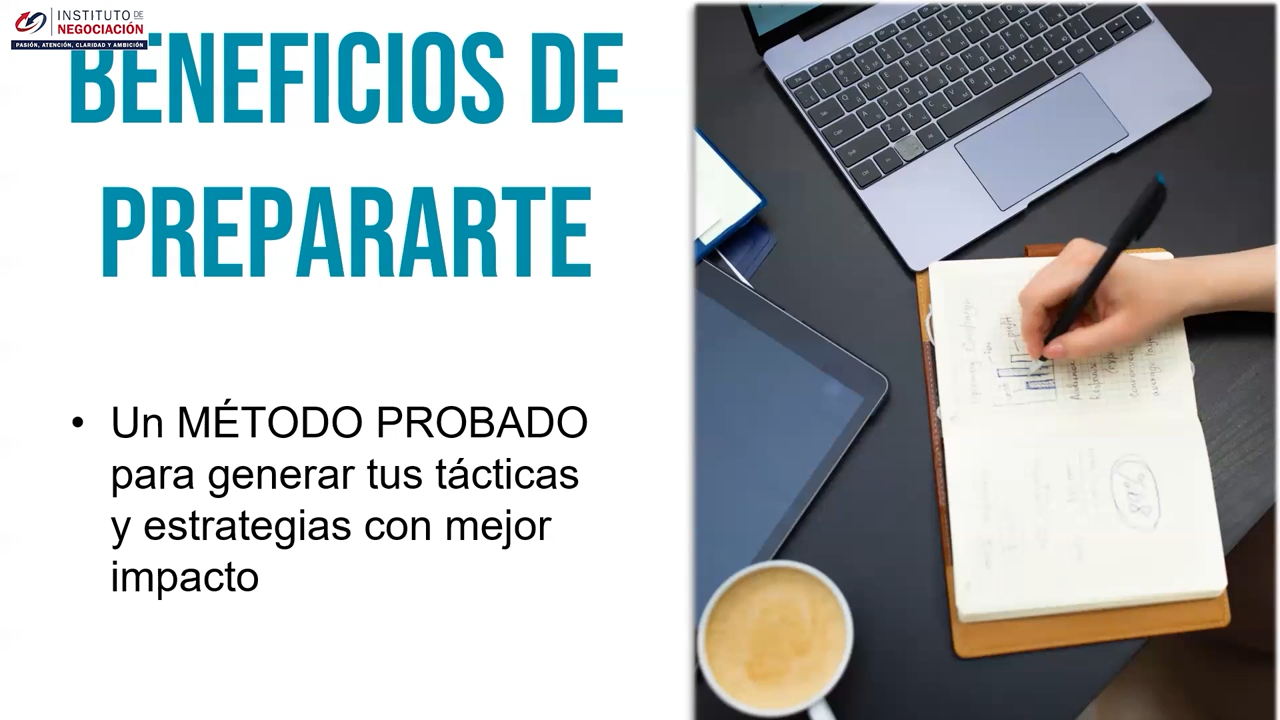 INSTITUTO DE
NEGOCIACIÓN
PASIÓN, ATENCIÓN, CLARIDAD Y AMBICIÓN
BENEFICIOS DE
PREPARARTE
• Un MÉTODO PROBADO
para generar tus tácticas
y estrategias con mejor
impacto